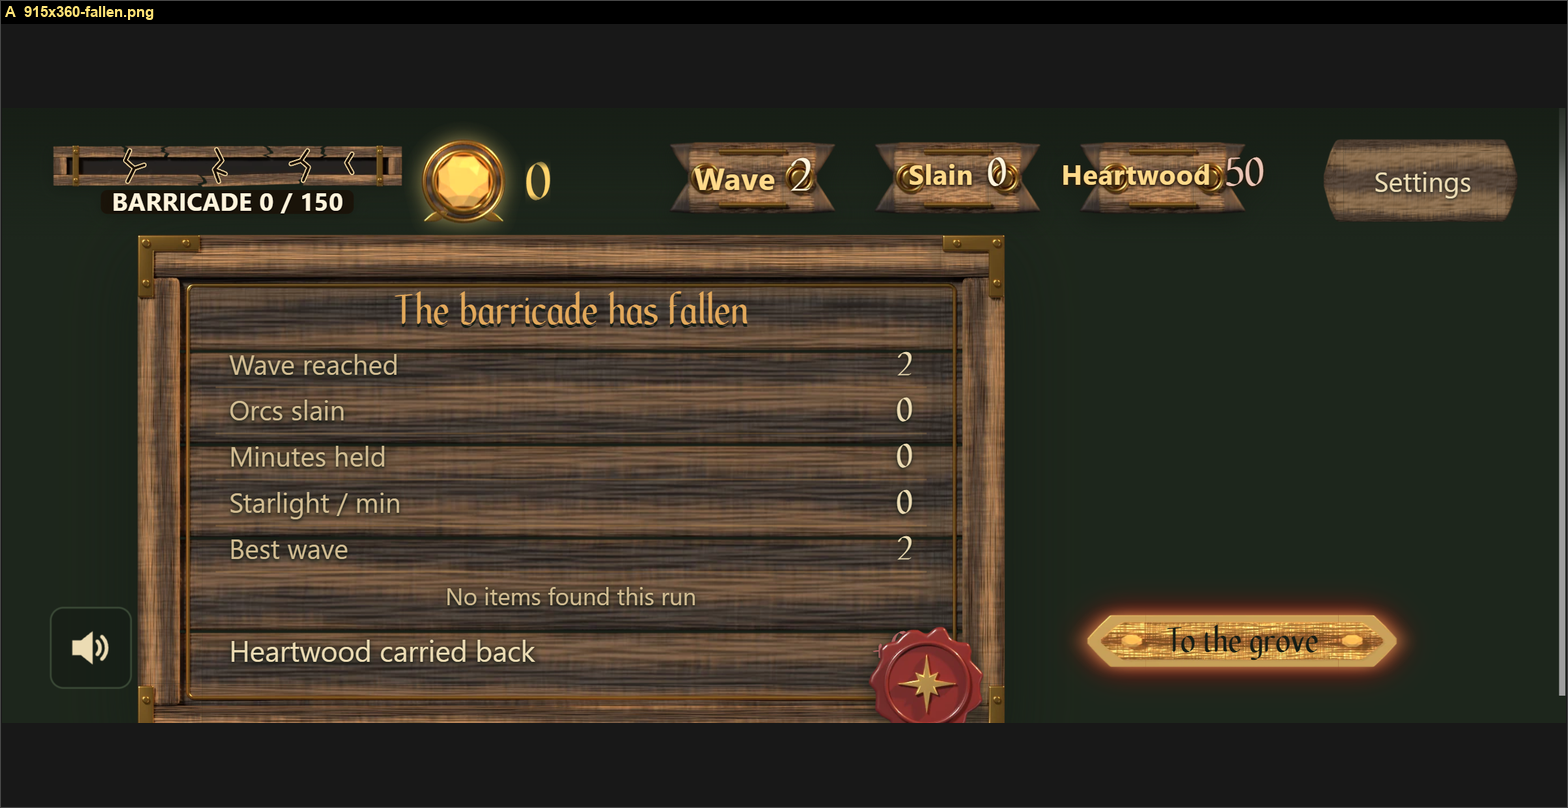 A 915x360-fallen.png
BARRICADE 0 / 150
0
Wave 2
Slain 0
Heartwood 50
Settings
The barricade has fallen
Wave reached 2
Orcs slain 0
Minutes held 0
Starlight / min 0
Best wave 2
No items found this run
Heartwood carried back
To the grove